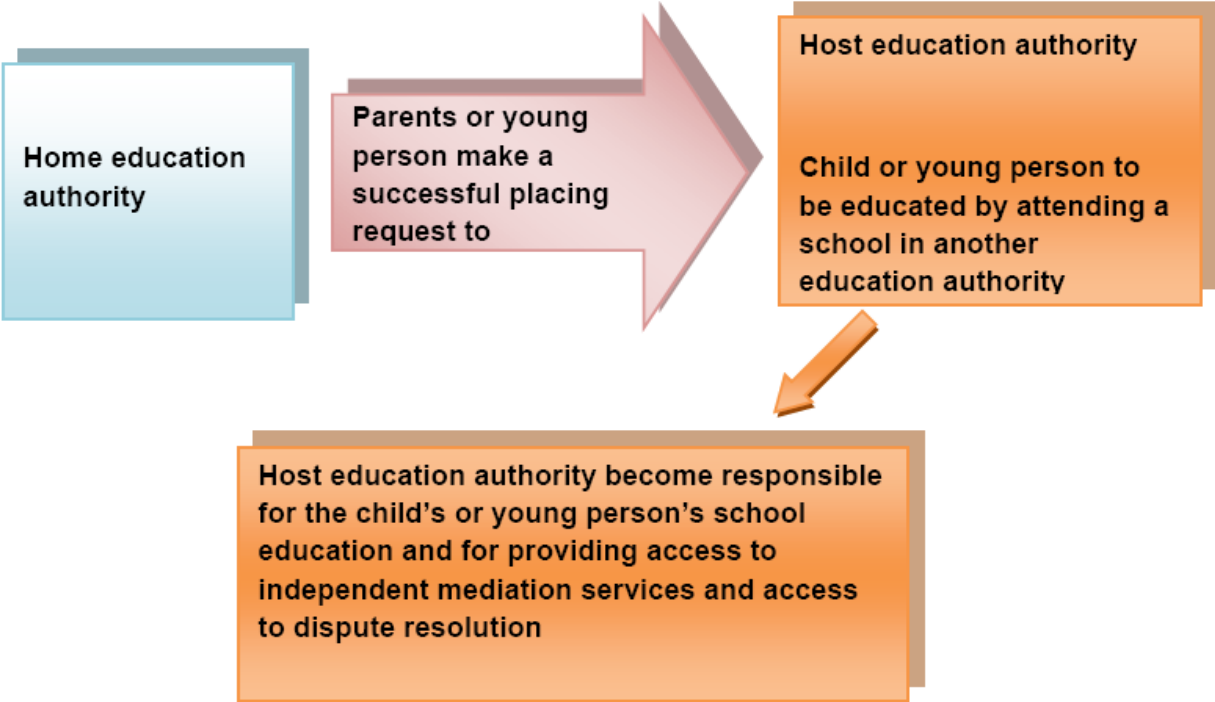 Home education
authority
Parents or young
person make a
successful placing
request to
Host education authority
Child or young person to
be educated by attending a
school in another
education authority
Host education authority become responsible
for the child’s or young person’s school
education and for providing access to
independent mediation services and access
to dispute resolution